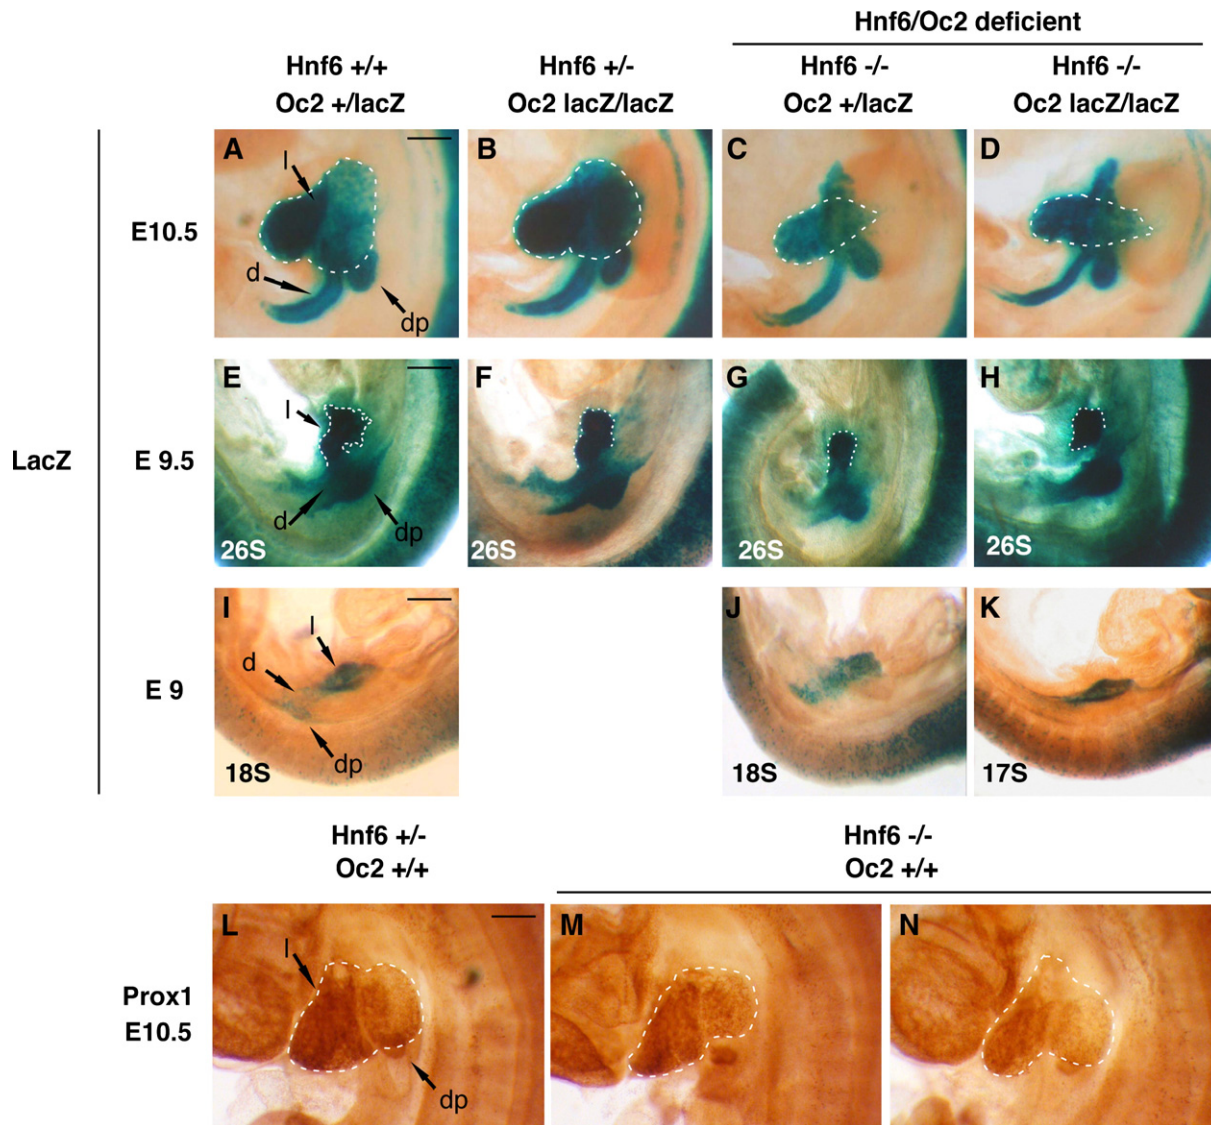 Hnf6/Oc2 deficient
Hnf6 +/+ Hnf6 +/- Hnf6 -/- Hnf6 -/-
Oc2 +/lacZ Oc2 lacZ/lacZ Oc2 +/lacZ Oc2 lacZ/lacZ
A B C D
l
E10.5
d
dp
E F G H
l
LacZ E 9.5
d dp
26S 26S 26S 26S
I J K
l
d
E 9
dp
18S 18S 17S
Hnf6 +/- Hnf6 -/-
Oc2 +/+ Oc2 +/+
L M N
l
Prox1
E10.5
dp